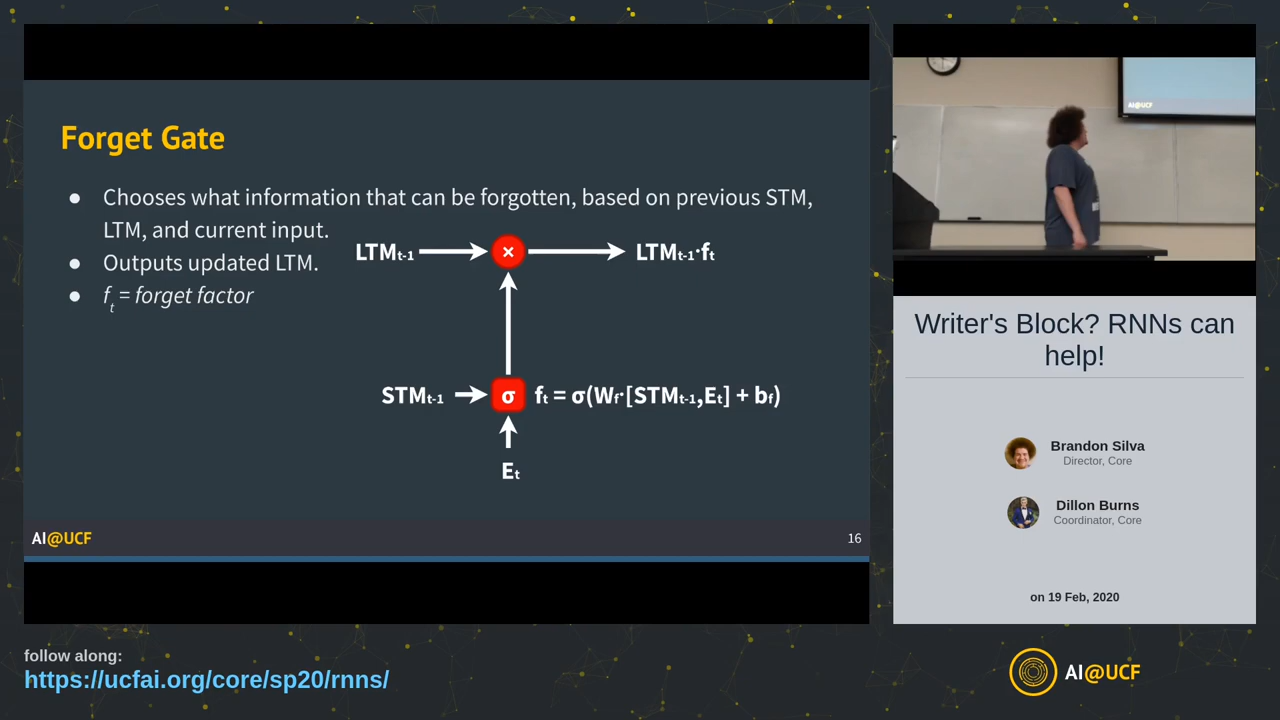 Forget Gate
● Chooses what information that can be forgotten, based on previous STM,
LTM, and current input.
● Outputs updated LTM.
● fₜ = forget factor
LTMt-1
×
LTMt-1·ft
STMt-1
σ
ft = σ(Wf·[STMt-1,Et] + bf)
Et
AI@UCF
16
AI@UCF
Writer's Block? RNNs can
help!
Brandon Silva
Director, Core
Dillon Burns
Coordinator, Core
on 19 Feb, 2020
follow along:
https://ucfai.org/core/sp20/rnns/
AI@UCF